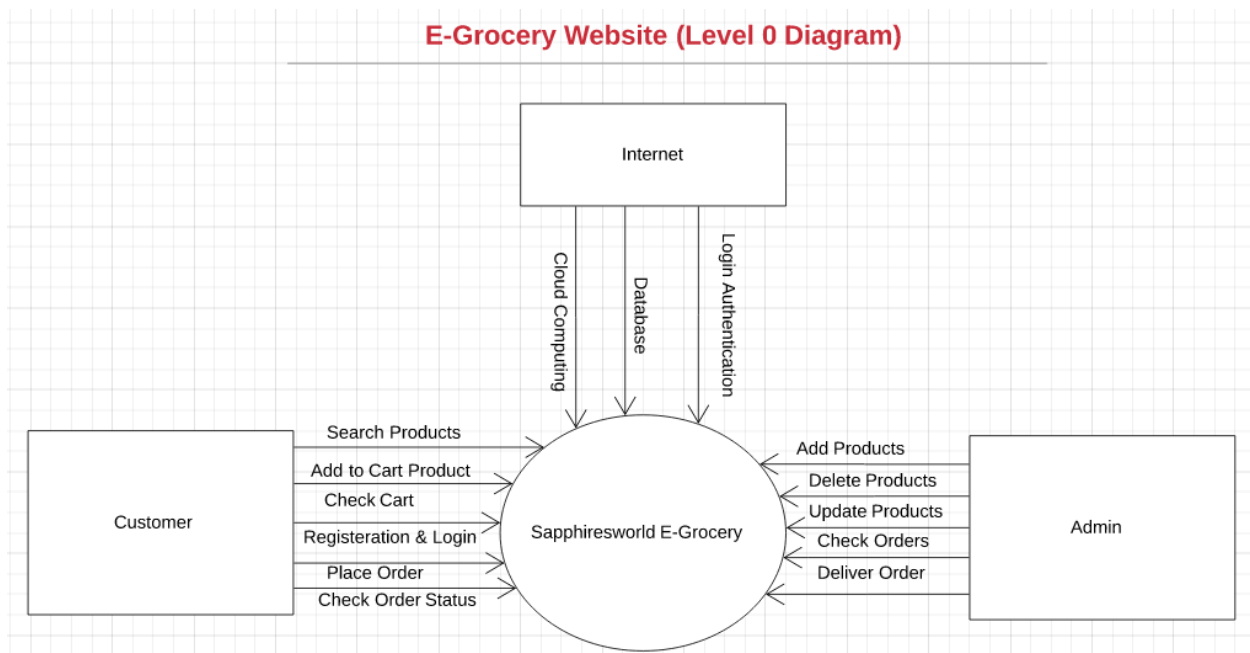 E-Grocery Website (Level 0 Diagram)
Internet
Cloud Computing
Database
Login Authentication
Search Products
Add to Cart Product
Check Cart
Registeration & Login
Place Order
Check Order Status
Customer
Sapphiresworld E-Grocery
Add Products
Delete Products
Update Products
Check Orders
Deliver Order
Admin